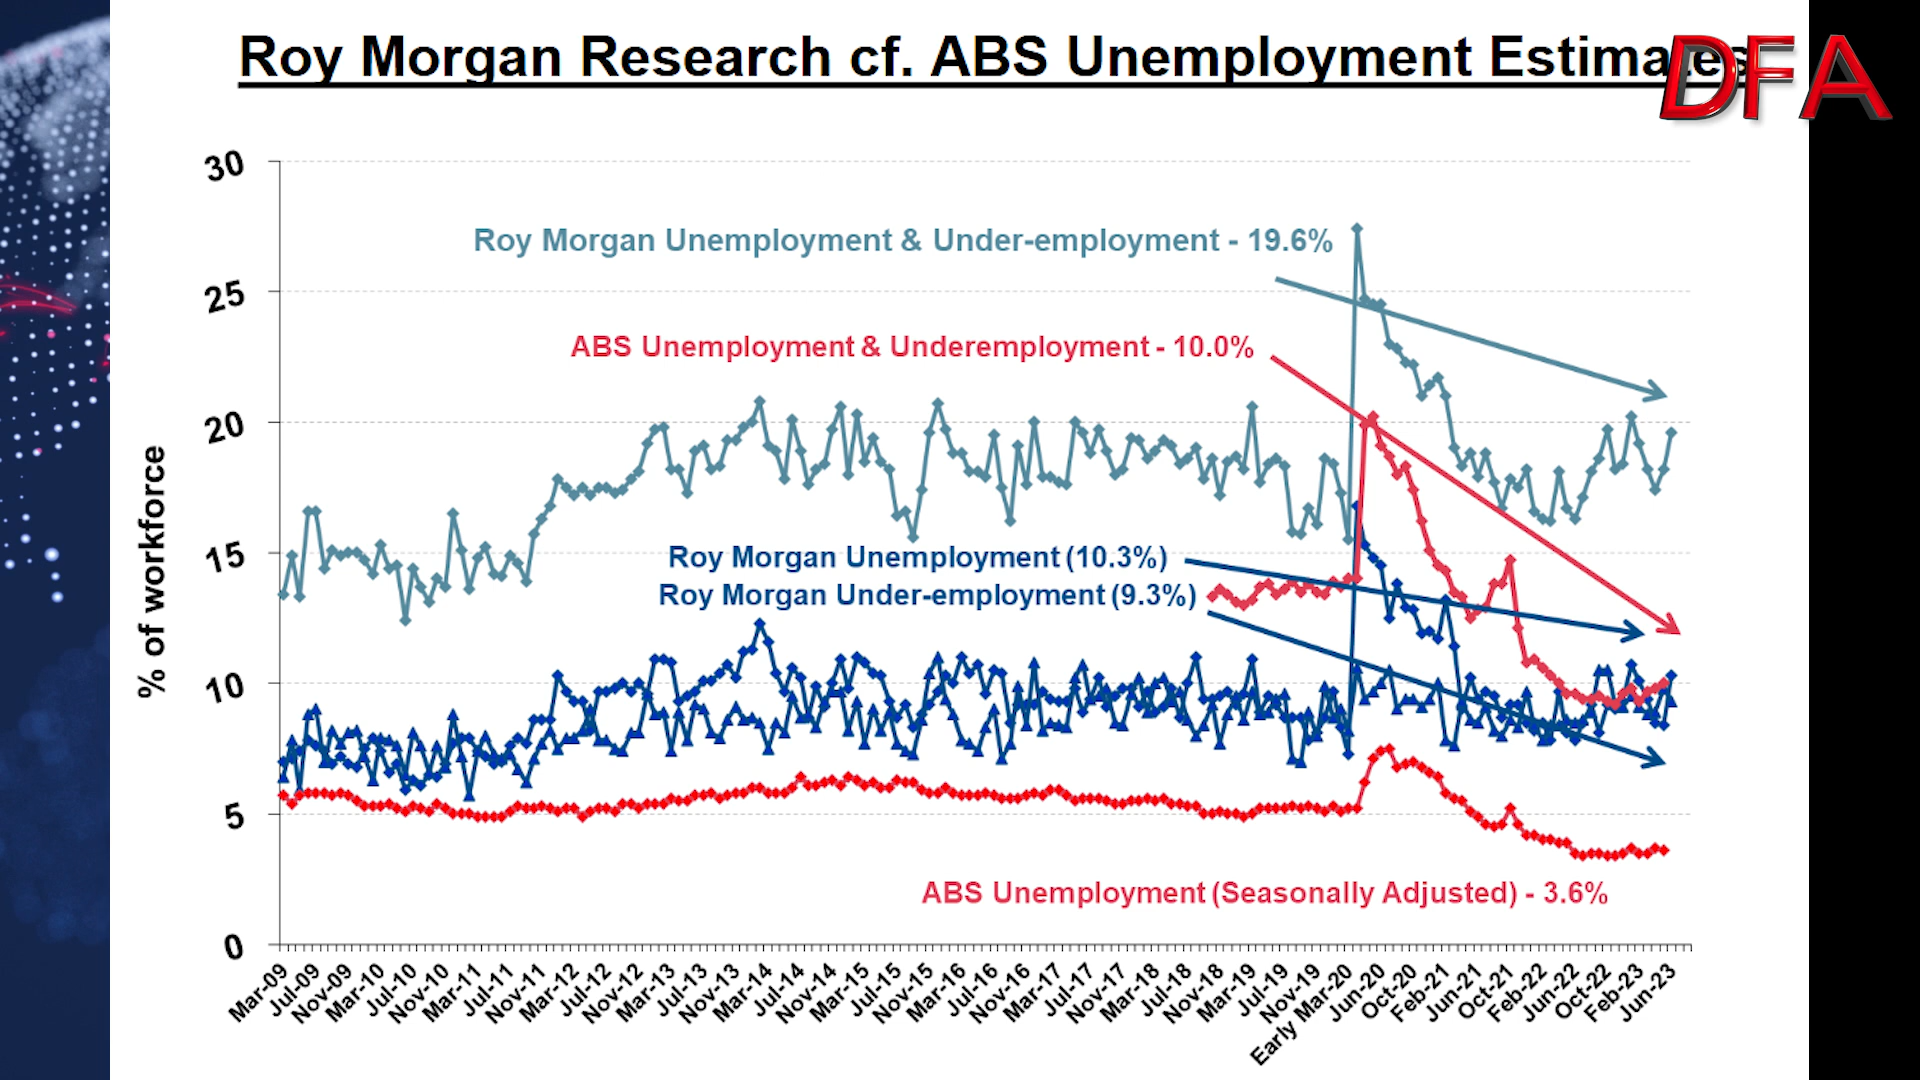 Roy Morgan Research cf. ABS Unemployment Estimates
DFA
30
Roy Morgan Unemployment & Under-employment - 19.6%
25
ABS Unemployment & Underemployment - 10.0%
20
% of workforce
15
Roy Morgan Unemployment (10.3%)
Roy Morgan Under-employment (9.3%)
10
5
ABS Unemployment (Seasonally Adjusted) - 3.6%
0
Mar-09
Jul-09
Nov-09
Mar-10
Jul-10
Nov-10
Mar-11
Jul-11
Nov-11
Mar-12
Jul-12
Nov-12
Mar-13
Jul-13
Nov-13
Mar-14
Jul-14
Nov-14
Mar-15
Jul-15
Nov-15
Mar-16
Jul-16
Nov-16
Mar-17
Jul-17
Nov-17
Mar-18
Jul-18
Nov-18
Mar-19
Jul-19
Nov-19
Early Mar-20
Jun-20
Oct-20
Feb-21
Jun-21
Oct-21
Feb-22
Jun-22
Oct-22
Feb-23
Jun-23